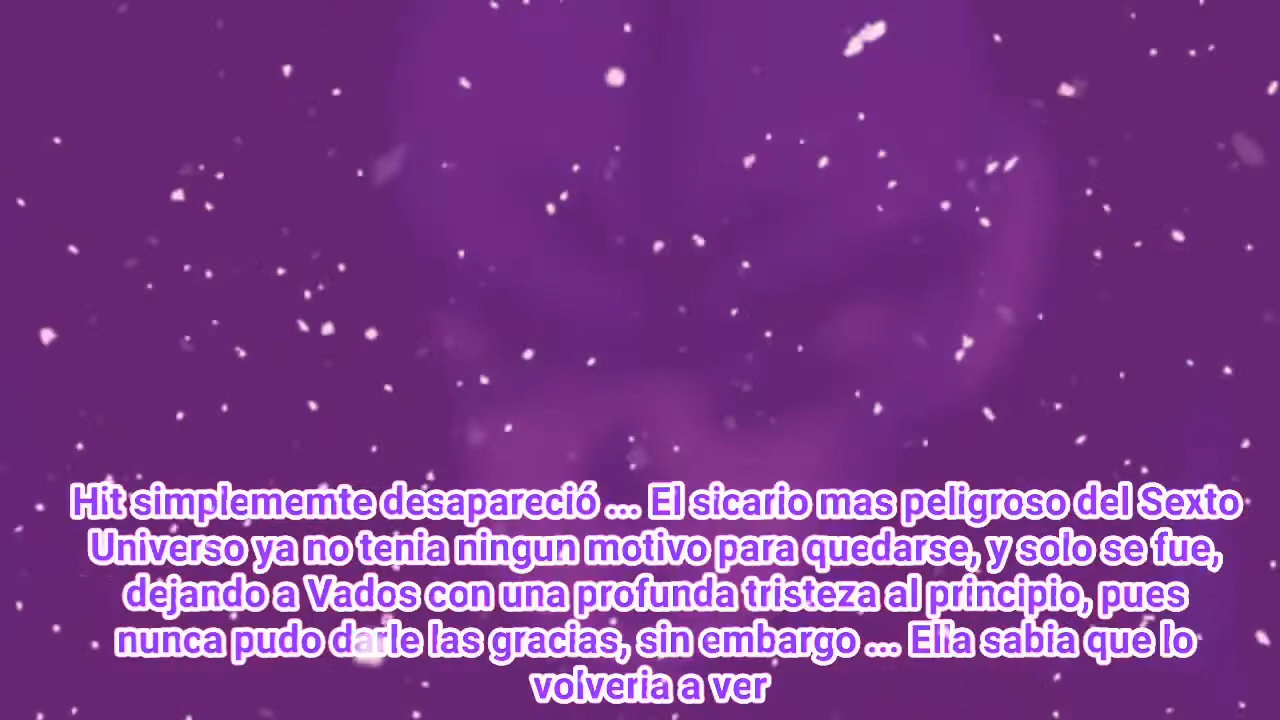 Hit simplememte desapareció ... El sicario mas peligroso del Sexto
Universo ya no tenia ningun motivo para quedarse, y solo se fue,
dejando a Vados con una profunda tristeza al principio, pues
nunca pudo darle las gracias, sin embargo ... Ella sabia que lo
volveria a ver